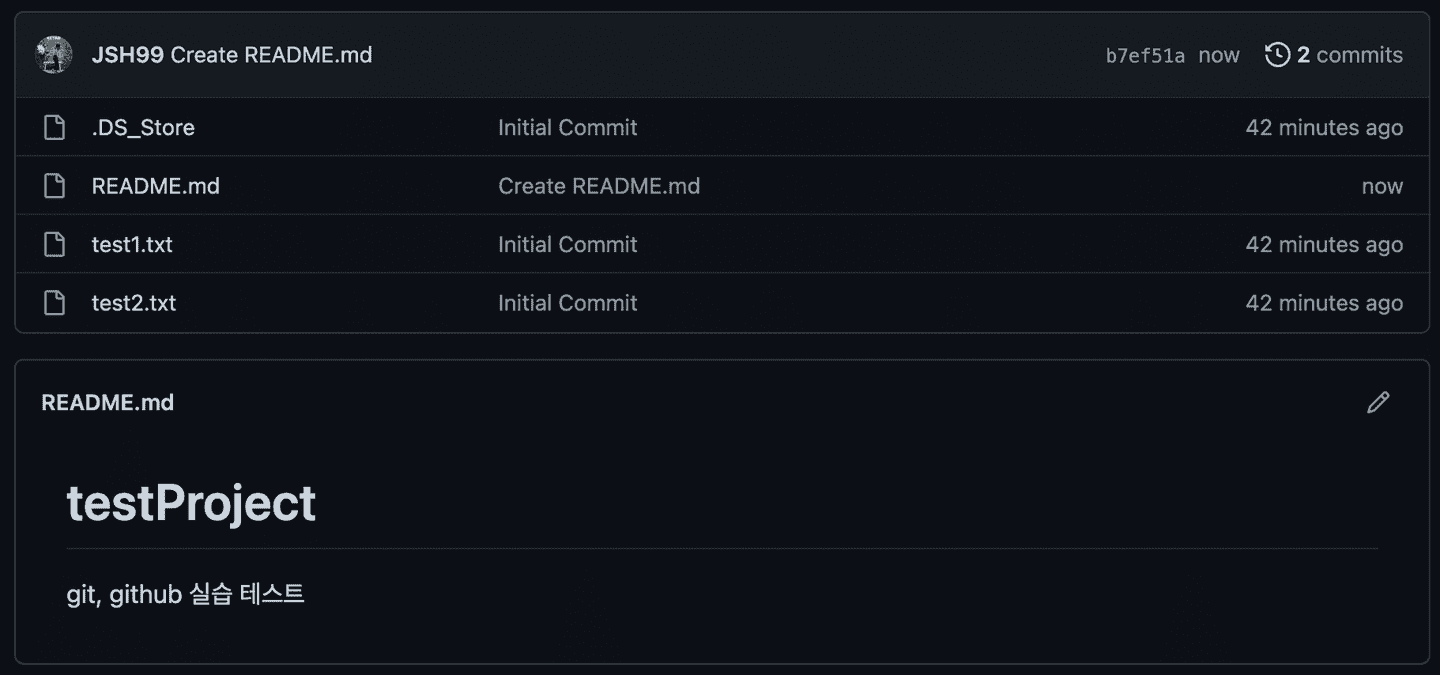 JSH99 Create README.md b7ef51a now 2 commits
.DS_Store Initial Commit 42 minutes ago
README.md Create README.md now
test1.txt Initial Commit 42 minutes ago
test2.txt Initial Commit 42 minutes ago
README.md
testProject
git, github 실습 테스트